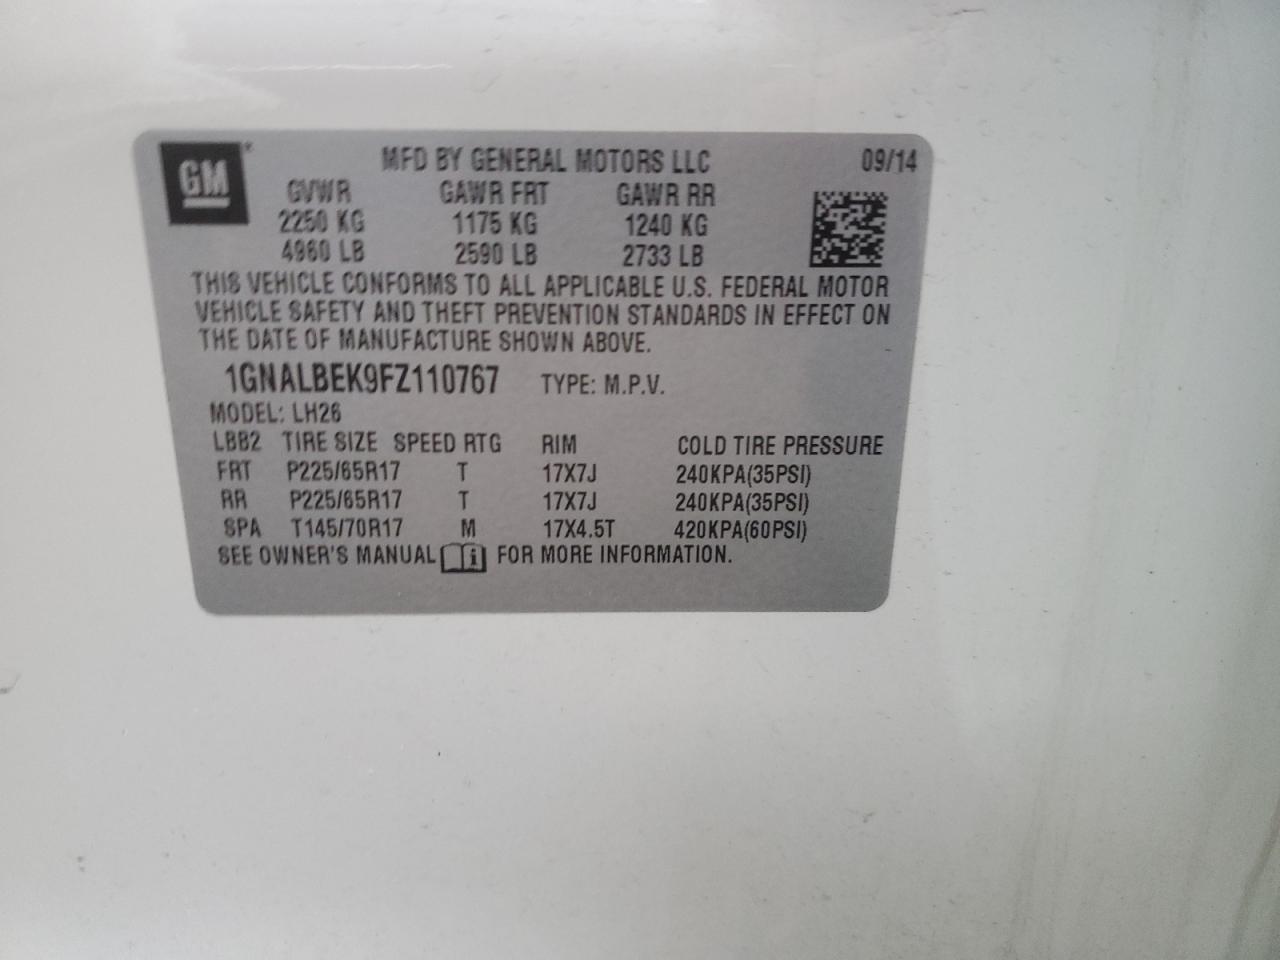 GM
MFD BY GENERAL MOTORS LLC 09/14
GVWR GAWR FRT GAWR RR
2250 KG 1175 KG 1240 KG
4960 LB 2590 LB 2733 LB
THIS VEHICLE CONFORMS TO ALL APPLICABLE U.S. FEDERAL MOTOR
VEHICLE SAFETY AND THEFT PREVENTION STANDARDS IN EFFECT ON
THE DATE OF MANUFACTURE SHOWN ABOVE.
1GNALBEK9FZ110767 TYPE: M.P.V.
MODEL: LH26
LBB2 TIRE SIZE SPEED RTG RIM COLD TIRE PRESSURE
FRT P225/65R17 T 17X7J 240KPA(35PSI)
RR P225/65R17 T 17X7J 240KPA(35PSI)
SPA T145/70R17 M 17X4.5T 420KPA(60PSI)
SEE OWNER'S MANUAL i FOR MORE INFORMATION.